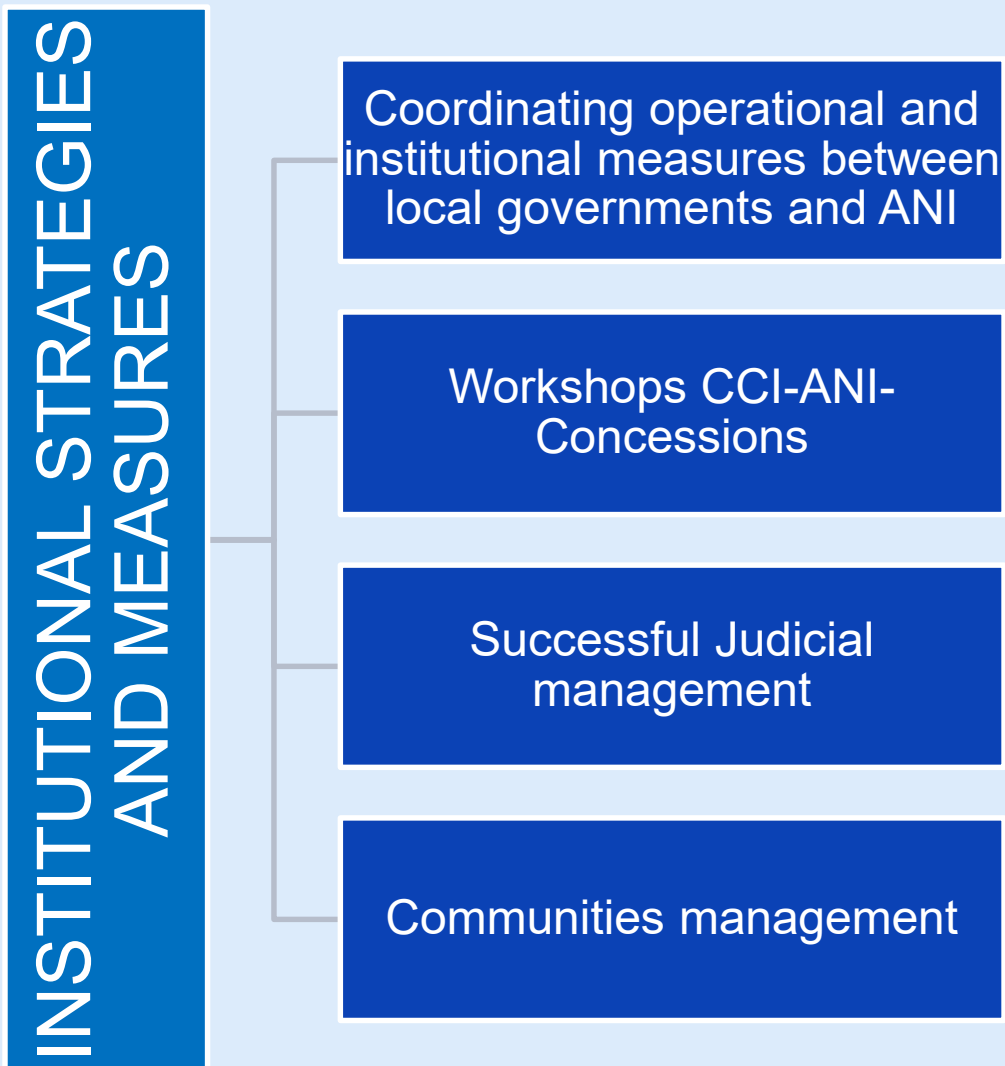 INSTITUTIONAL STRATEGIES
AND MEASURES
Coordinating operational and
institutional measures between
local governments and ANI
Workshops CCI-ANI-
Concessions
Successful Judicial
management
Communities management